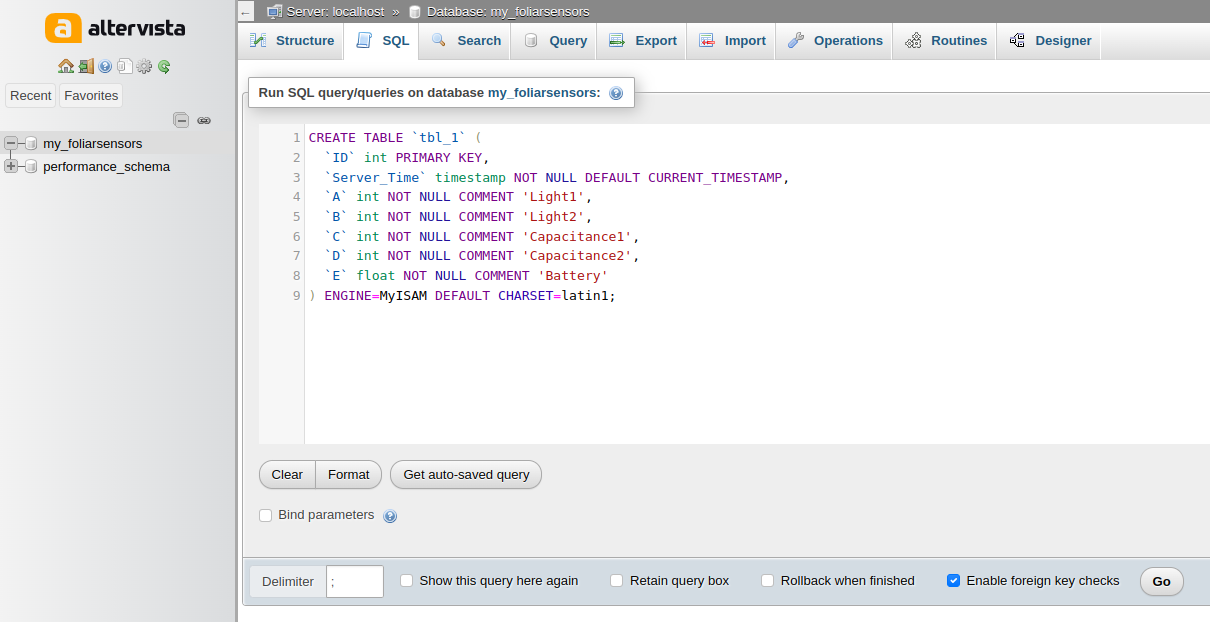 a altervista
Recent Favorites
my_foliarsensors
performance_schema
← Server: localhost » Database: my_foliarsensors
Structure SQL Search Query Export Import Operations Routines Designer
Run SQL query/queries on database my_foliarsensors:
1 CREATE TABLE `tbl_1` (
2 `ID` int PRIMARY KEY,
3 `Server_Time` timestamp NOT NULL DEFAULT CURRENT_TIMESTAMP,
4 `A` int NOT NULL COMMENT 'Light1',
5 `B` int NOT NULL COMMENT 'Light2',
6 `C` int NOT NULL COMMENT 'Capacitance1',
7 `D` int NOT NULL COMMENT 'Capacitance2',
8 `E` float NOT NULL COMMENT 'Battery'
9 ) ENGINE=MyISAM DEFAULT CHARSET=latin1;
Clear Format Get auto-saved query
Bind parameters
Delimiter ; Show this query here again Retain query box Rollback when finished Enable foreign key checks Go